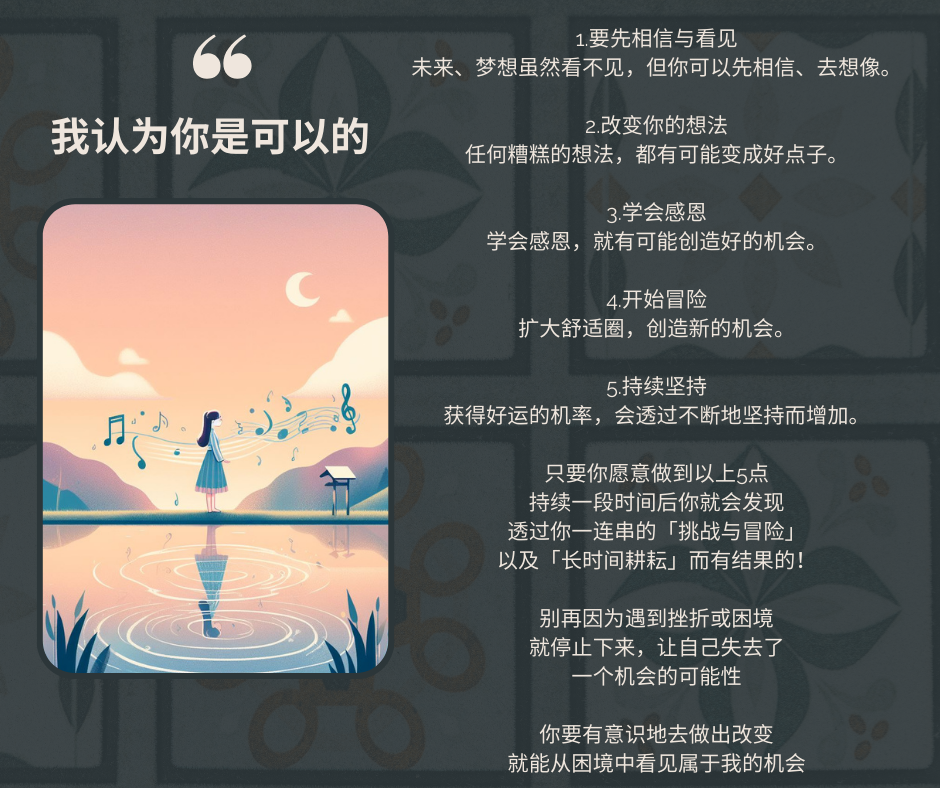 “
我认为你是可以的
1.要先相信与看见
未来、梦想虽然看不见，但你可以先相信、去想像。
2.改变你的想法
任何糟糕的想法，都有可能变成好点子。
3.学会感恩
学会感恩，就有可能创造好的机会。
4.开始冒险
扩大舒适圈，创造新的机会。
5.持续坚持
获得好运的机率，会透过不断地坚持而增加。
只要你愿意做到以上5点
持续一段时间后你就会发现
透过你一连串的「挑战与冒险」
以及「长时间耕耘」而有结果的！
别再因为遇到挫折或困境
就停止下来，让自己失去了
一个机会的可能性
你要有意识地去做出改变
就能从困境中看见属于我的机会